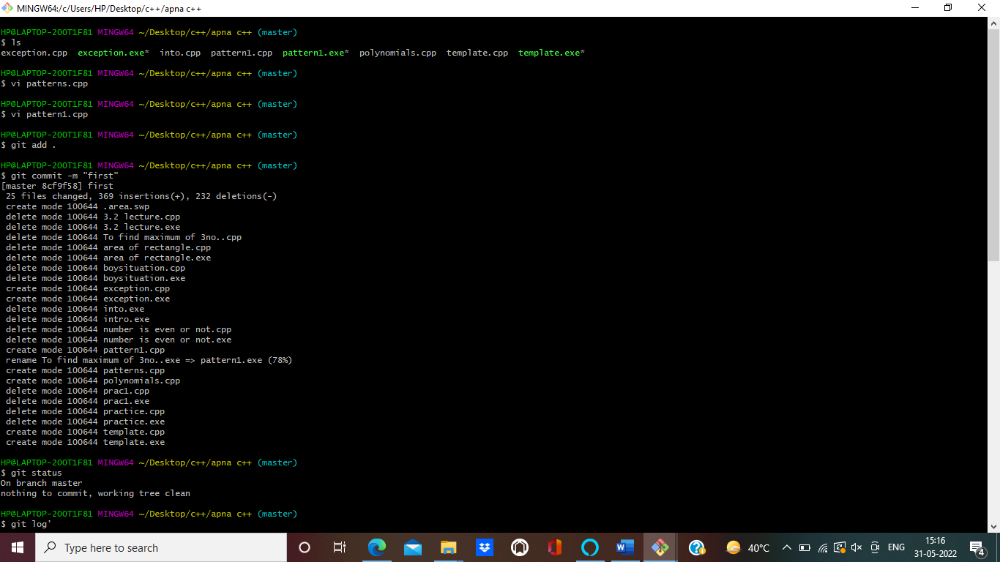 MINGW64:/c/Users/HP/Desktop/c++/apna c++
HP@LAPTOP-2OOT1F81 MINGW64 ~/Desktop/c++/apna c++ (master)
$ ls
exception.cpp  exception.exe*  into.cpp  pattern1.cpp  pattern1.exe*  polynomials.cpp  template.cpp  template.exe*
HP@LAPTOP-2OOT1F81 MINGW64 ~/Desktop/c++/apna c++ (master)
$ vi patterns.cpp
HP@LAPTOP-2OOT1F81 MINGW64 ~/Desktop/c++/apna c++ (master)
$ vi pattern1.cpp
HP@LAPTOP-2OOT1F81 MINGW64 ~/Desktop/c++/apna c++ (master)
$ git add .
HP@LAPTOP-2OOT1F81 MINGW64 ~/Desktop/c++/apna c++ (master)
$ git commit -m "first"
[master 8cf9f58] first
 25 files changed, 369 insertions(+), 232 deletions(-)
 create mode 100644 .area.swp
 delete mode 100644 3.2 lecture.cpp
 delete mode 100644 3.2 lecture.exe
 delete mode 100644 To find maximum of 3no..cpp
 delete mode 100644 area of rectangle.cpp
 delete mode 100644 area of rectangle.exe
 delete mode 100644 boysituation.cpp
 delete mode 100644 boysituation.exe
 create mode 100644 exception.cpp
 create mode 100644 exception.exe
 delete mode 100644 into.exe
 delete mode 100644 intro.exe
 delete mode 100644 number is even or not.cpp
 delete mode 100644 number is even or not.exe
 create mode 100644 pattern1.cpp
 rename To find maximum of 3no..exe => pattern1.exe (78%)
 create mode 100644 patterns.cpp
 create mode 100644 polynomials.cpp
 delete mode 100644 prac1.cpp
 delete mode 100644 prac1.exe
 delete mode 100644 practice.cpp
 delete mode 100644 practice.exe
 create mode 100644 template.cpp
 create mode 100644 template.exe
HP@LAPTOP-2OOT1F81 MINGW64 ~/Desktop/c++/apna c++ (master)
$ git status
On branch master
nothing to commit, working tree clean
HP@LAPTOP-2OOT1F81 MINGW64 ~/Desktop/c++/apna c++ (master)
$ git log'
Type here to search
40°C
ENG
15:16
31-05-2022
4